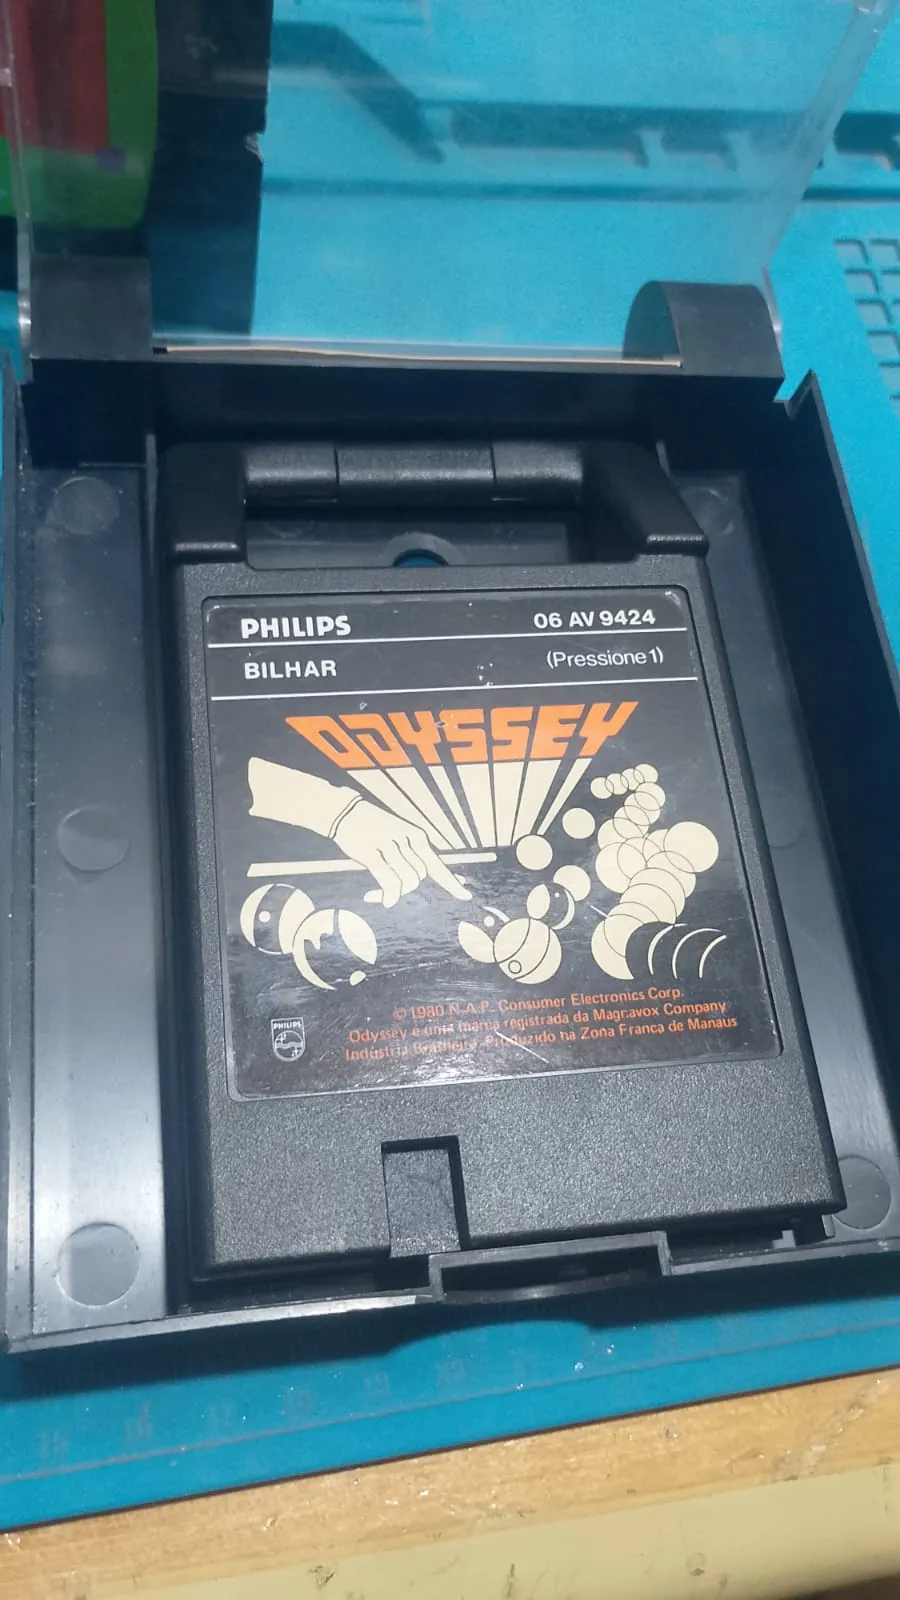 PHILIPS 06 AV 9424
BILHAR (Pressione 1)
ODYSSEY
© 1980 N.A.P. Consumer Electronics Corp.
Odyssey é uma marca registrada da Magnavox Company
Indústria Brasileira. Produzido na Zona Franca de Manaus
PHILIPS